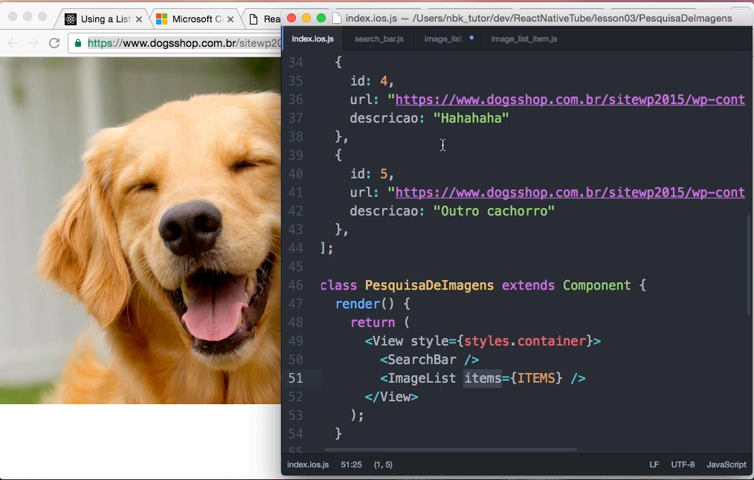 Using a List
Microsoft C
Rea
https://www.dogsshop.com.br/sitewp20
index.ios.js — /Users/nbk_tutor/dev/ReactNativeTube/lesson03/PesquisaDeImagens
index.ios.js search_bar.js image_list image_list_item.js
34 {
35 id: 4,
36 url: "https://www.dogsshop.com.br/sitewp2015/wp-cont
37 descricao: "Hahahaha"
38 },
39 {
40 id: 5,
41 url: "https://www.dogsshop.com.br/sitewp2015/wp-cont
42 descricao: "Outro cachorro"
43 },
44 ];
45
46 class PesquisaDeImagens extends Component {
47 render() {
48 return (
49 <View style={styles.container}>
50 <SearchBar />
51 <ImageList items={ITEMS} />
52 </View>
53 );
54 }
55
index.ios.js 51:25 (1, 5) LF UTF-8 JavaScript